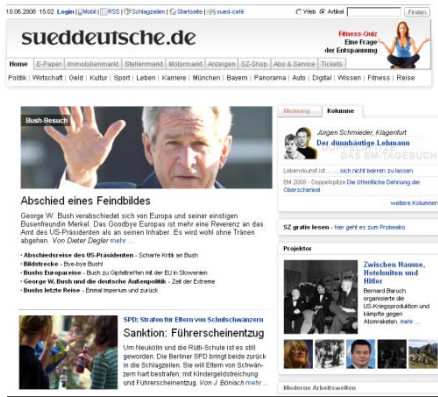 10.06.2008 15:02 Login | Mobil | RSS | Schlagzeilen | Startseite | sued-café
Web Artikel Finden
sueddeutsche.de
Fitness-Quiz
Eine Frage
der Entspannung
Home E-Paper Immobilienmarkt Stellenmarkt Motormarkt Anzeigen SZ-Shop Abo & Service Tickets
Politik | Wirtschaft | Geld | Kultur | Sport | Leben | Karriere | München | Bayern | Panorama | Auto | Digital | Wissen | Fitness | Reise
Bush-Besuch
Abschied eines Feindbildes
George W. Bush verabschiedet sich von Europa und seiner einstigen
Busenfreundin Merkel. Das Goodbye Europas ist mehr eine Reverenz an das
Amt des US-Präsidenten als an seinen Inhaber. Es wird wohl ohne Tränen
abgehen. Von Dieter Degler mehr ...
Abschiedsreise des US-Präsidenten - Scharfe Kritik an Bush
Bildstrecke - Bye-bye Bush!
Bushs Europareise - Bush zu Gipfeltreffen mit der EU in Slowenien
George W. Bush und die deutsche Außenpolitik - Zeit der Extreme
Bushs letzte Reise - Einmal Imperium und zurück
SPD: Strafen für Eltern von Schulschwänzern
Sanktion: Führerscheinentzug
Um Neukölln und die Rütli-Schule ist es still
geworden. Die Berliner SPD bringt beide zurück
in die Schlagzeilen. Sie will Eltern von Schwän-
zern hart bestrafen: mit Kindergeldstreichung
und Führerscheinentzug. Von J. Bönisch mehr ...
Meinung Kolumne
Jürgen Schmieder, Klagenfurt
Der dünnhäutige Lehmann
DAS EM-TAGEBUCH
Lebenskunst ist ... ... sich nicht beirren zu lassen
EM 2008 - Doppelspitze Die öffentliche Dehnung der
Oberschenkel
weitere Kolumnen
SZ gratis lesen - hier geht es zum Probeabo
Projektor
Zwischen Hausse,
Hotelsuiten und
Hitler
Bernard Baruch
organisierte die
US-Kriegsproduktion und
kämpfte gegen
Atomraketen. mehr ...
Moderne Arbeitswelten